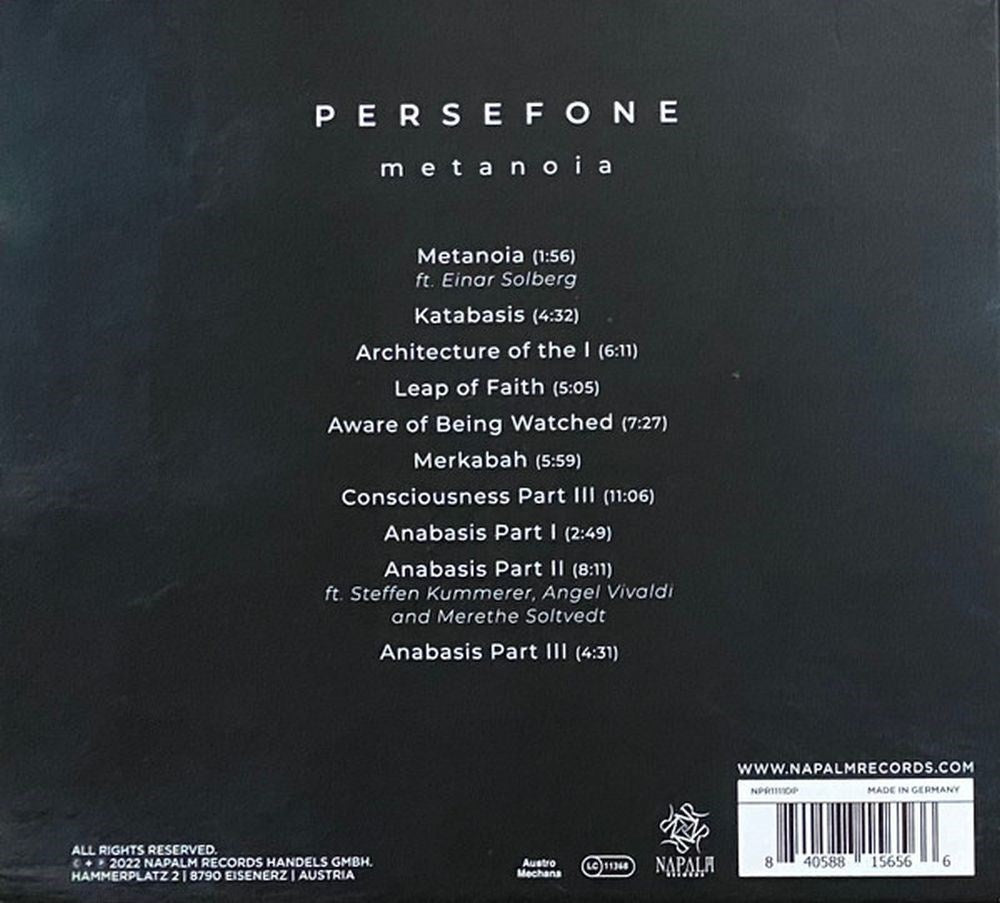 PERSEFONE
metanoia
Metanoia (1:56)
ft. Einar Solberg
Katabasis (4:32)
Architecture of the I (6:11)
Leap of Faith (5:05)
Aware of Being Watched (7:27)
Merkabah (5:59)
Consciousness Part III (11:06)
Anabasis Part I (2:49)
Anabasis Part II (8:11)
ft. Steffen Kummerer, Angel Vivaldi
and Merethe Soltvedt
Anabasis Part III (4:31)
WWW.NAPALMRECORDS.COM
NPR1111DP MADE IN GERMANY
8 40588 15656 6
ALL RIGHTS RESERVED.
© + ℗ 2022 NAPALM RECORDS HANDELS GMBH.
HAMMERPLATZ 2 | 8790 EISENERZ | AUSTRIA
Austro
Mechana
LC 11368
NAPALM
RECORDS